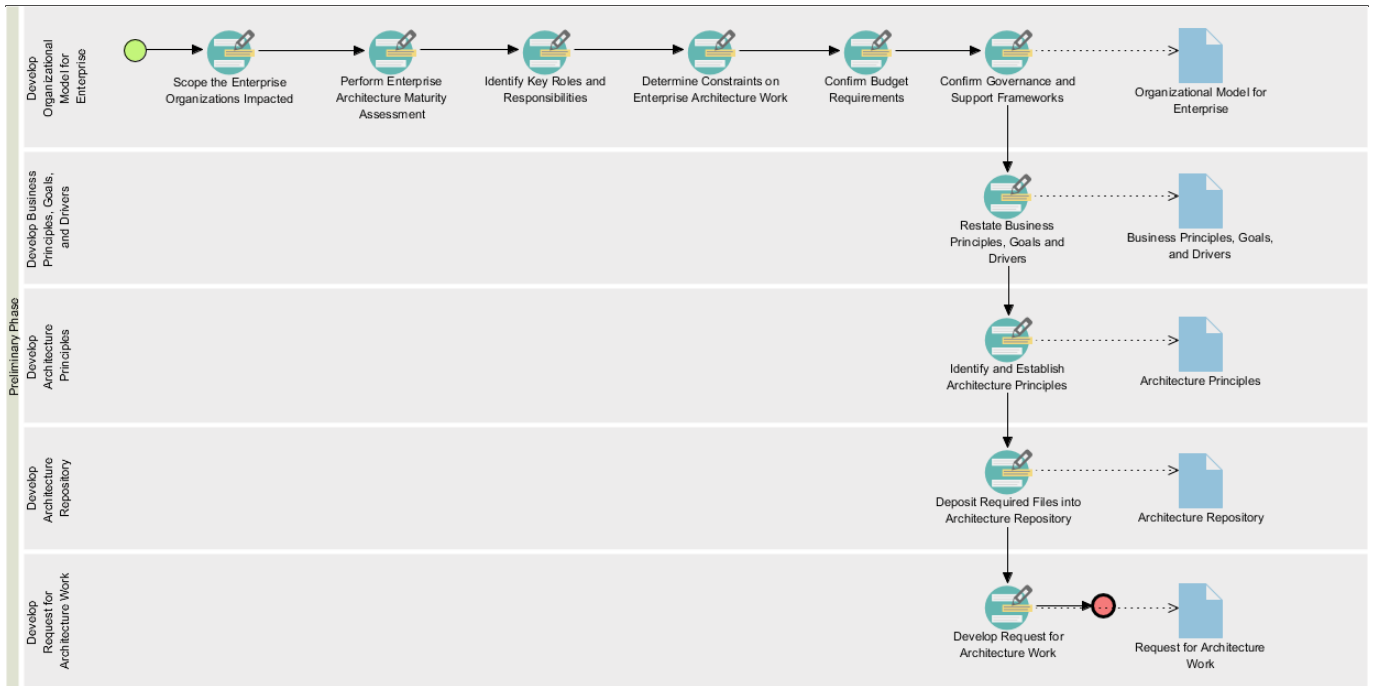 Preliminary Phase
Develop
Organizational
Model for
Enterprise
Scope the Enterprise
Organizations Impacted
Perform Enterprise
Architecture Maturity
Assessment
Identify Key Roles and
Responsibilities
Determine Constraints on
Enterprise Architecture Work
Confirm Budget
Requirements
Confirm Governance and
Support Frameworks
Organizational Model for
Enterprise
Develop Business
Principles, Goals,
and Drivers
Restate Business
Principles, Goals and
Drivers
Business Principles, Goals,
and Drivers
Develop
Architecture
Principles
Identify and Establish
Architecture Principles
Architecture Principles
Develop
Architecture
Repository
Deposit Required Files into
Architecture Repository
Architecture Repository
Develop
Request for
Architecture Work
Develop Request for
Architecture Work
Request for Architecture
Work